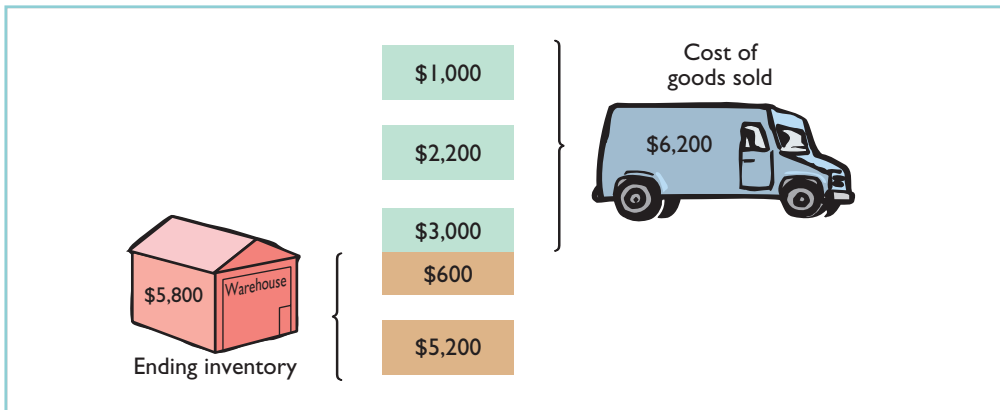 $1,000
$2,200
$3,000
$600
$5,200
Cost of
goods sold
$6,200
$5,800
Warehouse
Ending inventory